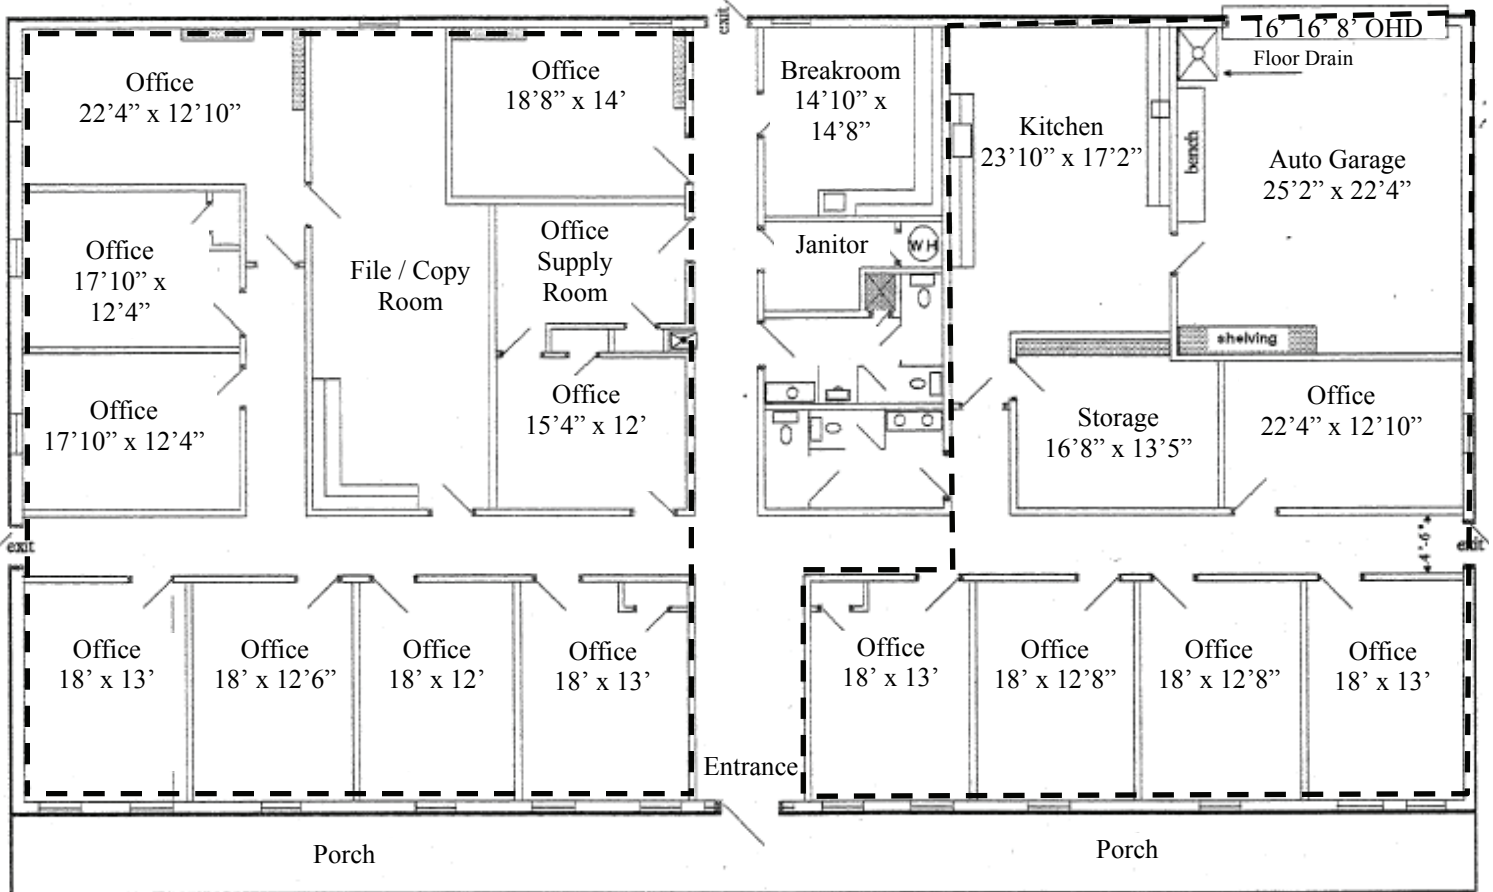 exit
16’ 16’ 8’ OHD
Floor Drain
Office
22’4” x 12’10”
Office
18’8” x 14’
Breakroom
14’10” x
14’8”
Kitchen
23’10” x 17’2”
bench
Auto Garage
25’2” x 22’4”
Office
17’10” x
12’4”
File / Copy
Room
Office
Supply
Room
Janitor
WH
shelving
Office
17’10” x 12’4”
Office
15’4” x 12’
Storage
16’8” x 13’5”
Office
22’4” x 12’10”
exit
4'-6"
exit
Office
18’ x 13’
Office
18’ x 12’6”
Office
18’ x 12’
Office
18’ x 13’
Office
18’ x 13’
Office
18’ x 12’8”
Office
18’ x 12’8”
Office
18’ x 13’
Entrance
Porch
Porch